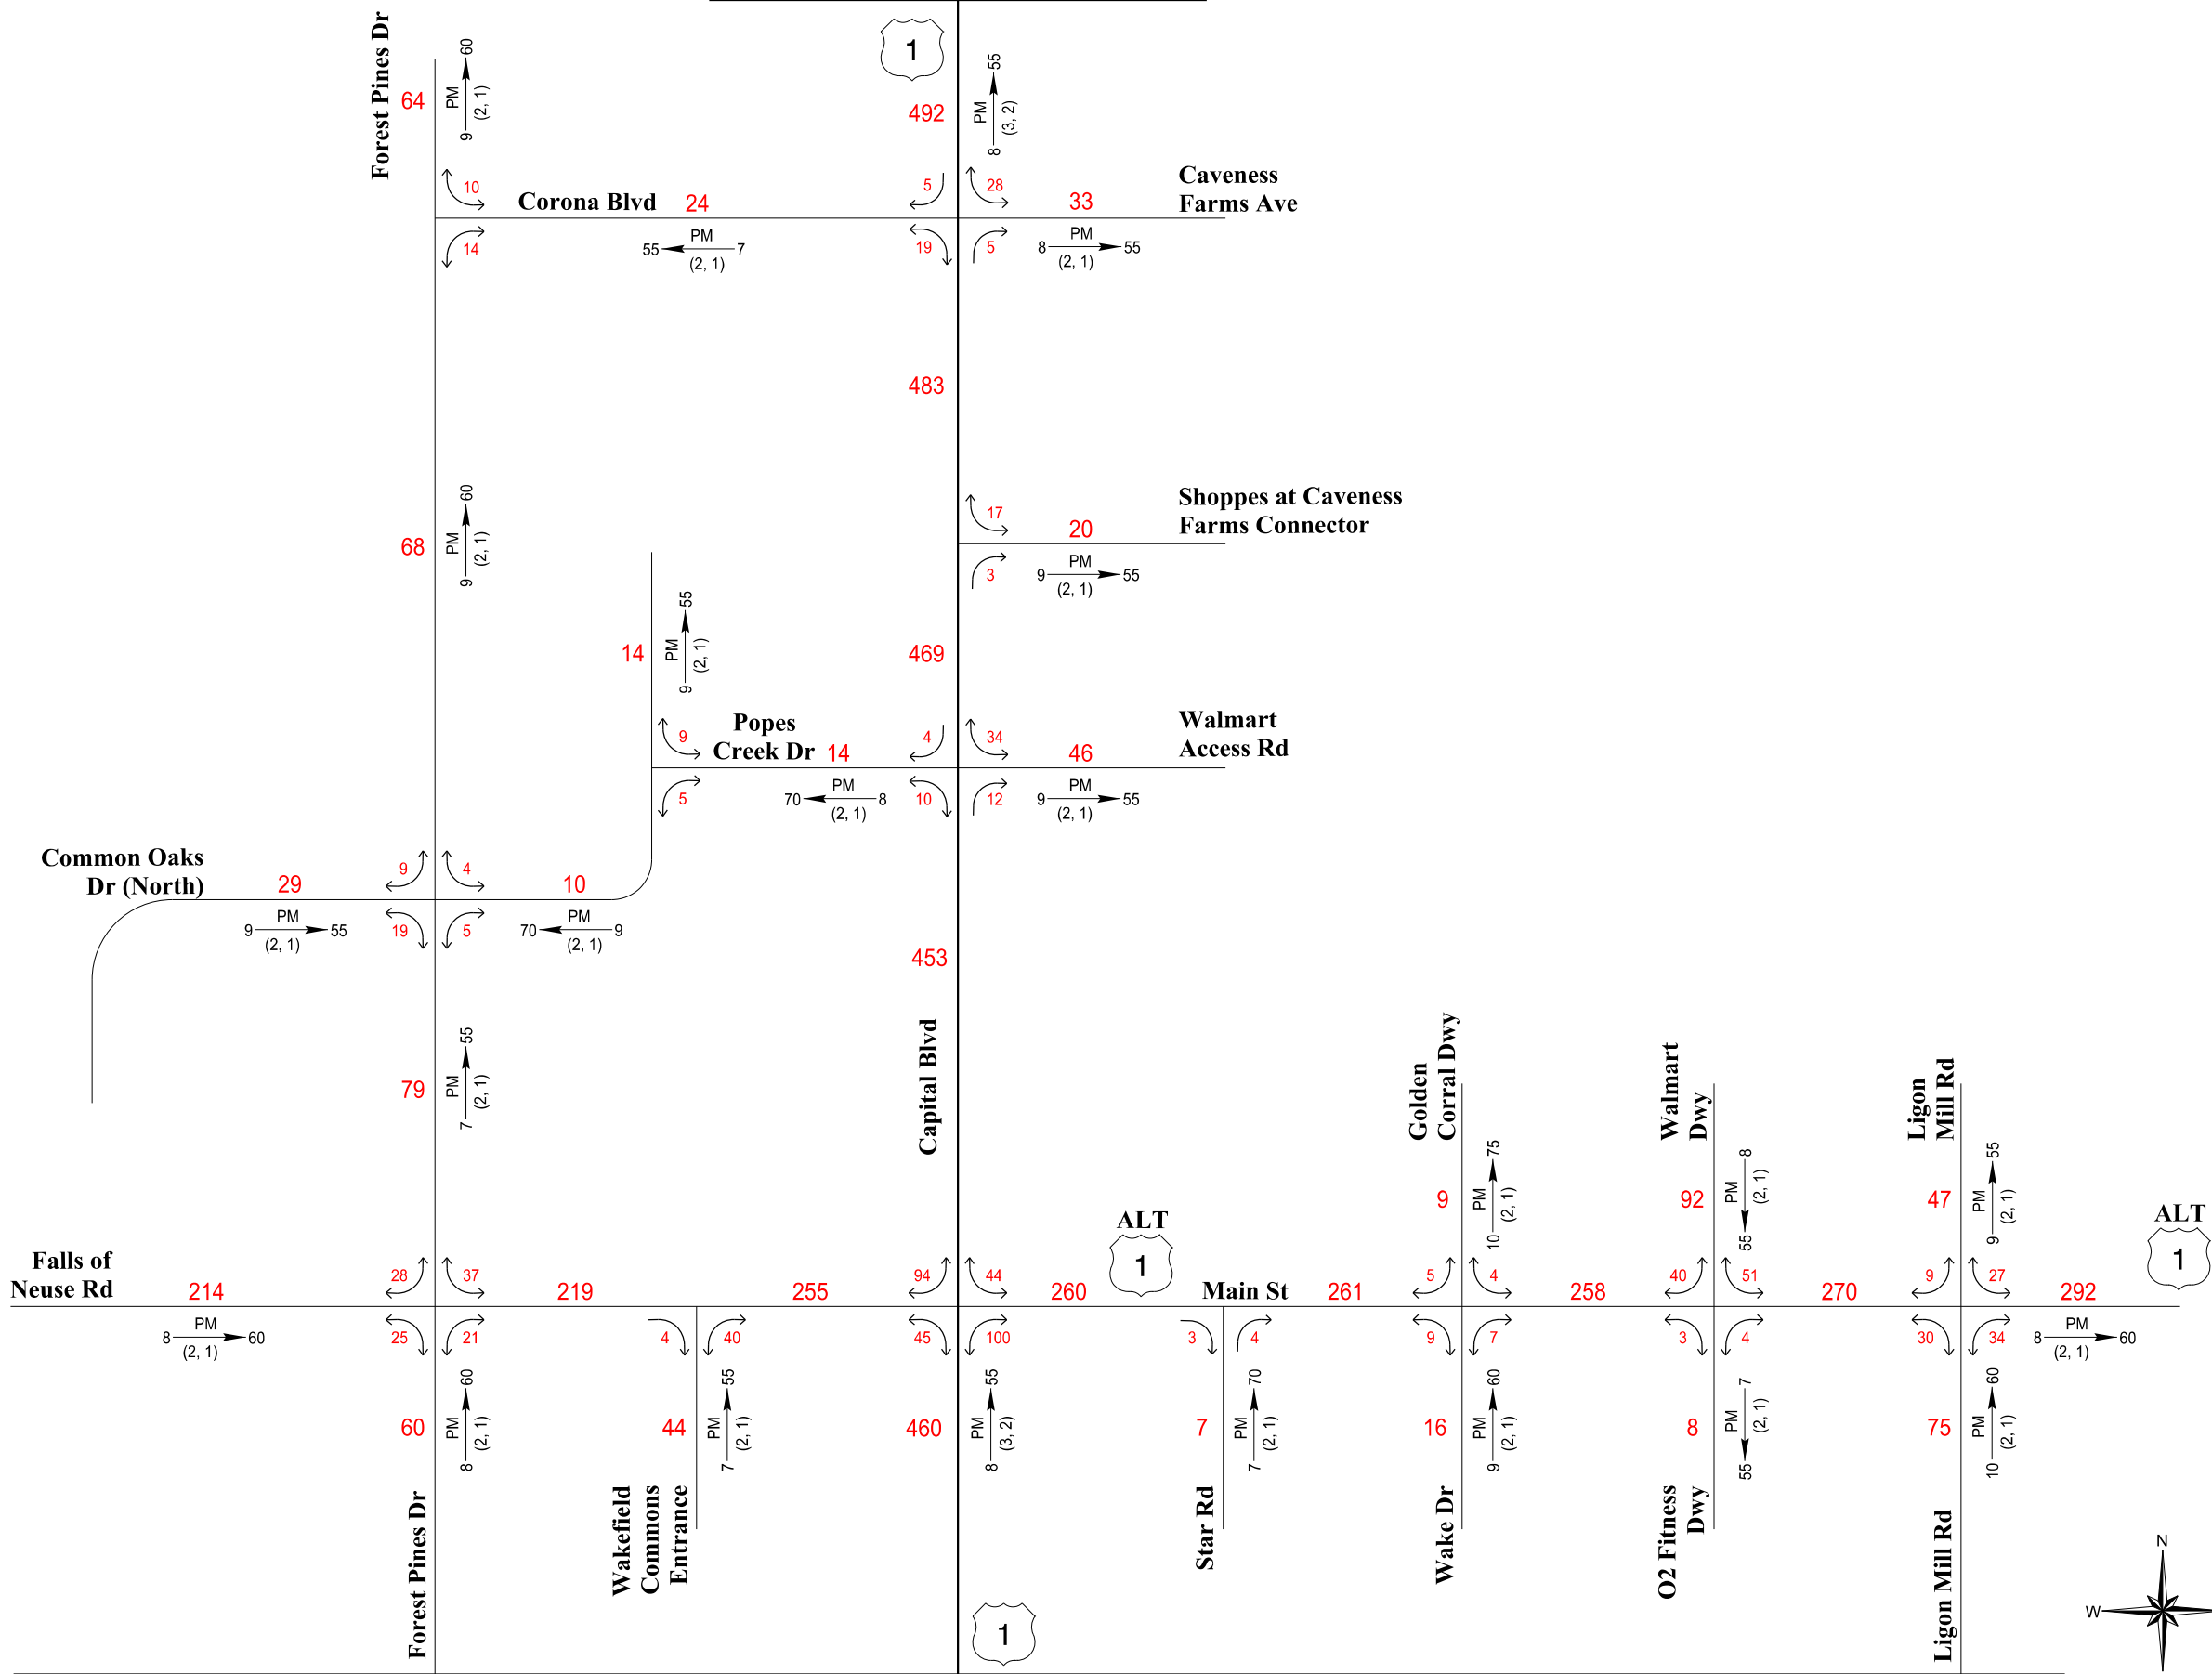 Forest Pines Dr
64
9 PM 60
(2, 1)
1
492
8 PM 55
(3, 2)
10
Corona Blvd 24
5
28
33
Caveness
Farms Ave
14
55 PM 7
(2, 1)
19
5
8 PM 55
(2, 1)
483
68
9 PM 60
(2, 1)
17
20
Shoppes at Caveness
Farms Connector
3
9 PM 55
(2, 1)
14
9 PM 55
(2, 1)
469
9
Popes
Creek Dr 14
4
34
46
Walmart
Access Rd
5
70 PM 8
(2, 1)
10
12
9 PM 55
(2, 1)
Common Oaks
Dr (North)
29
9
4
10
9 PM 55
(2, 1)
19
5
70 PM 9
(2, 1)
453
Capital Blvd
79
7 PM 55
(2, 1)
Golden
Corral Dwy
9
10 PM 75
(2, 1)
Walmart
Dwy
92
8 PM 55
(2, 1)
Ligon
Mill Rd
47
9 PM 55
(2, 1)
ALT
1
ALT
1
Falls of
Neuse Rd
214
28
37
219
255
94
44
260
Main St
261
5
4
258
40
51
270
9
27
292
8 PM 60
(2, 1)
25
21
4
40
45
100
3
4
9
7
3
4
30
34
8 PM 60
(2, 1)
60
8 PM 60
(2, 1)
44
7 PM 55
(2, 1)
460
8 PM 55
(3, 2)
7
7 PM 70
(2, 1)
16
9 PM 60
(2, 1)
8
7 PM 55
(2, 1)
75
10 PM 60
(2, 1)
Forest Pines Dr
Wakefield
Commons
Entrance
1
Star Rd
Wake Dr
O2 Fitness
Dwy
Ligon Mill Rd
N
W